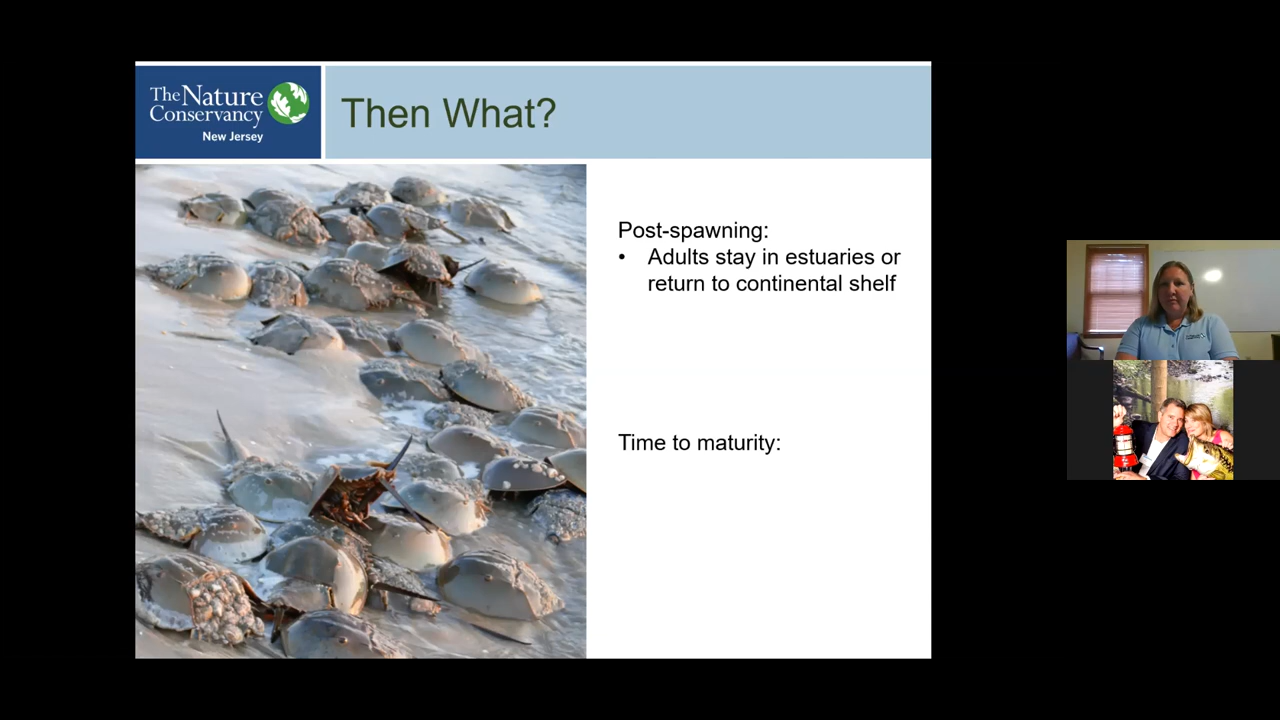 The Nature
Conservancy
New Jersey
Then What?
Post-spawning:
• Adults stay in estuaries or
return to continental shelf
Time to maturity: